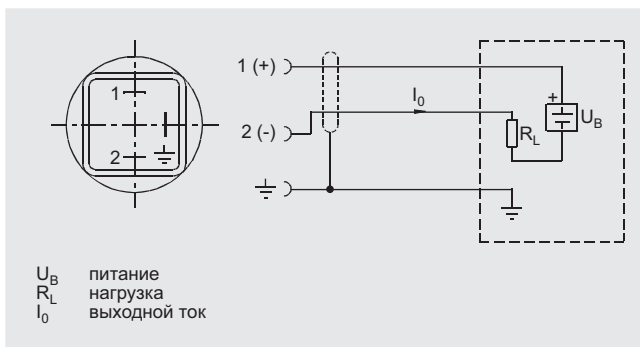 1
2
1 (+)
2 (-)
I0
+
UB
RL
UB питание
RL нагрузка
I0 выходной ток